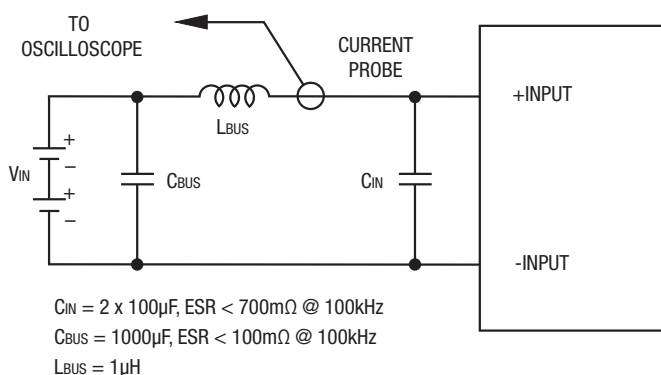 TO
OSCILLOSCOPE
CURRENT
PROBE
+INPUT
LBUS
VIN
+
−
+
−
CBUS
CIN
-INPUT
CIN = 2 x 100µF, ESR < 700mΩ @ 100kHz
CBUS = 1000µF, ESR < 100mΩ @ 100kHz
LBUS = 1µH